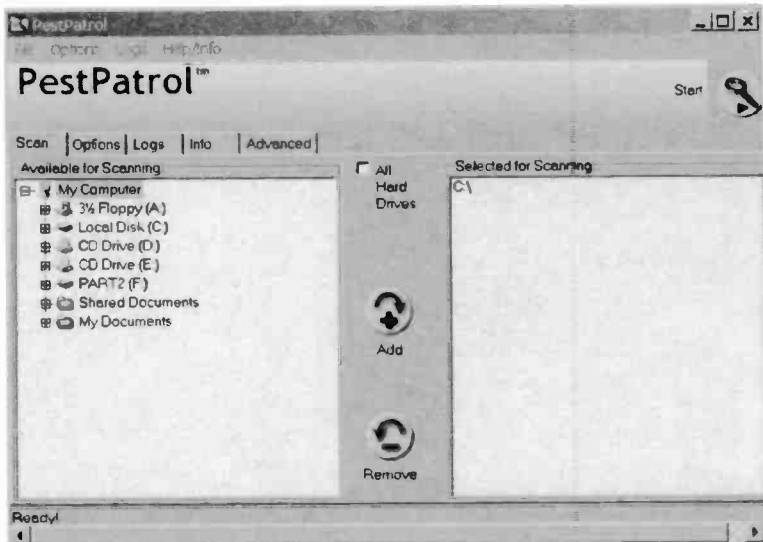 PestPatrol
File Options Logs Help/Info
PestPatrol™
Start
Scan Options Logs Info Advanced
Available for Scanning
My Computer
3½ Floppy (A:)
Local Disk (C:)
CD Drive (D:)
CD Drive (E:)
PART2 (F:)
Shared Documents
My Documents
All
Hard
Drives
Add
Remove
Selected for Scanning
C:\
Ready!